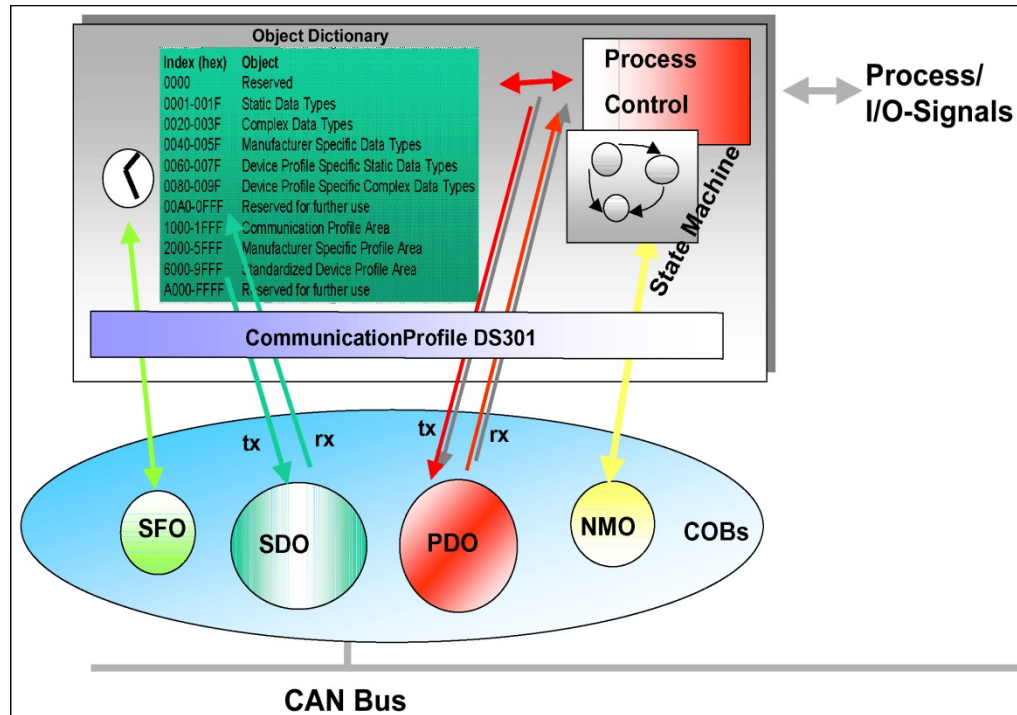 Object Dictionary
Index (hex) Object
0000 Reserved
0001-001F Static Data Types
0020-003F Complex Data Types
0040-005F Manufacturer Specific Data Types
0060-007F Device Profile Specific Static Data Types
0080-009F Device Profile Specific Complex Data Types
00A0-0FFF Reserved for further use
1000-1FFF Communication Profile Area
2000-5FFF Manufacturer Specific Profile Area
6000-9FFF Standardized Device Profile Area
A000-FFFF Reserved for further use
Process
Control
State Machine
Process/
I/O-Signals
CommunicationProfile DS301
tx
rx
tx
rx
SFO
SDO
PDO
NMO
COBs
CAN Bus